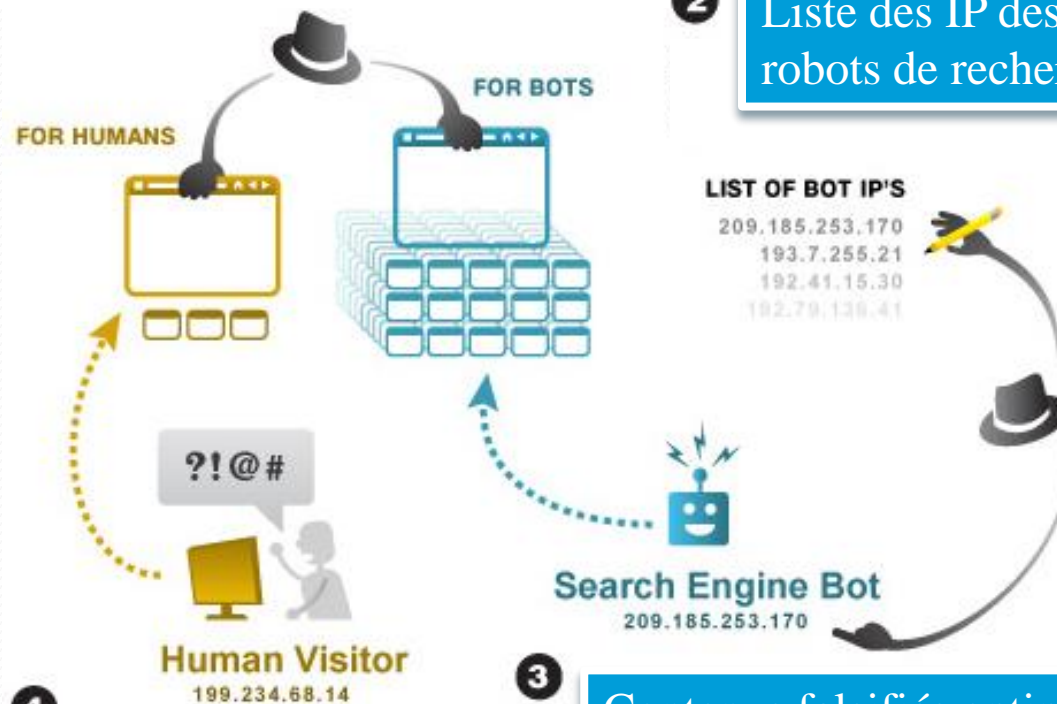 2
Liste des IP des
robots de
FOR BOTS
FOR HUMANS
LIST OF BOT IP'S
209.185.253.170
193.7.255.21
192.41.15.30
?!@#
Search Engine Bot
209.185.253.170
Human Visitor
199.234.68.14
3